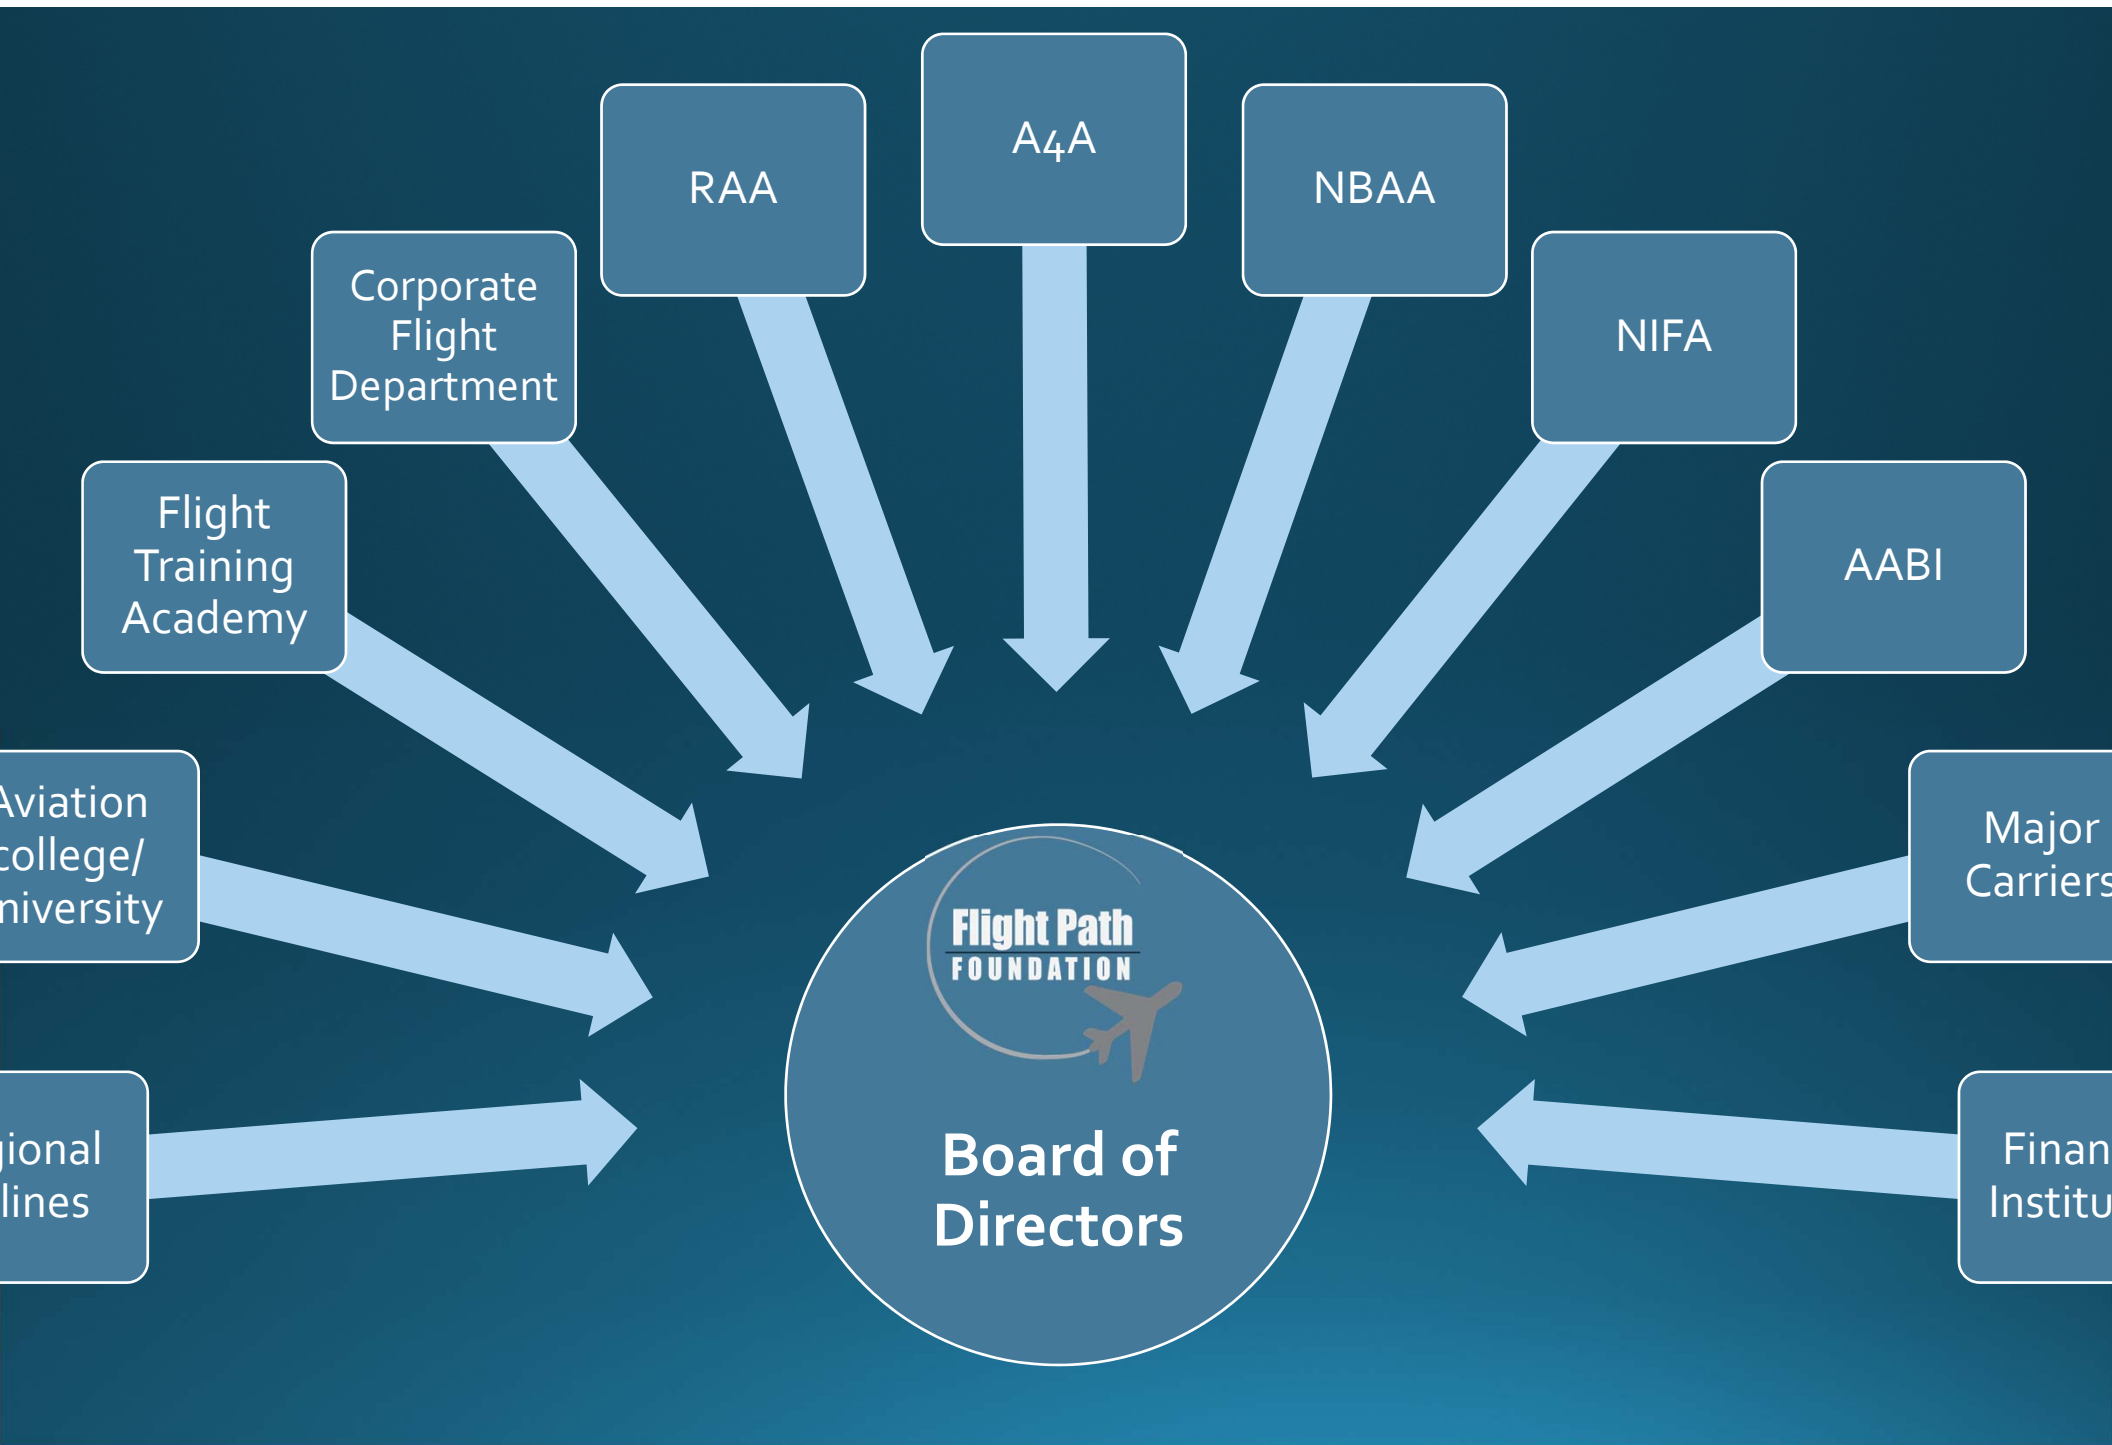 A4A
RAA
NBAA
Corporate
Flight
Department
NIFA
Flight
Training
Academy
AABI
Aviation
college/
niversity
Major
Carriers
Flight Path
FOUNDATION
Board of
Directors
gional
lines
Finan
Institu